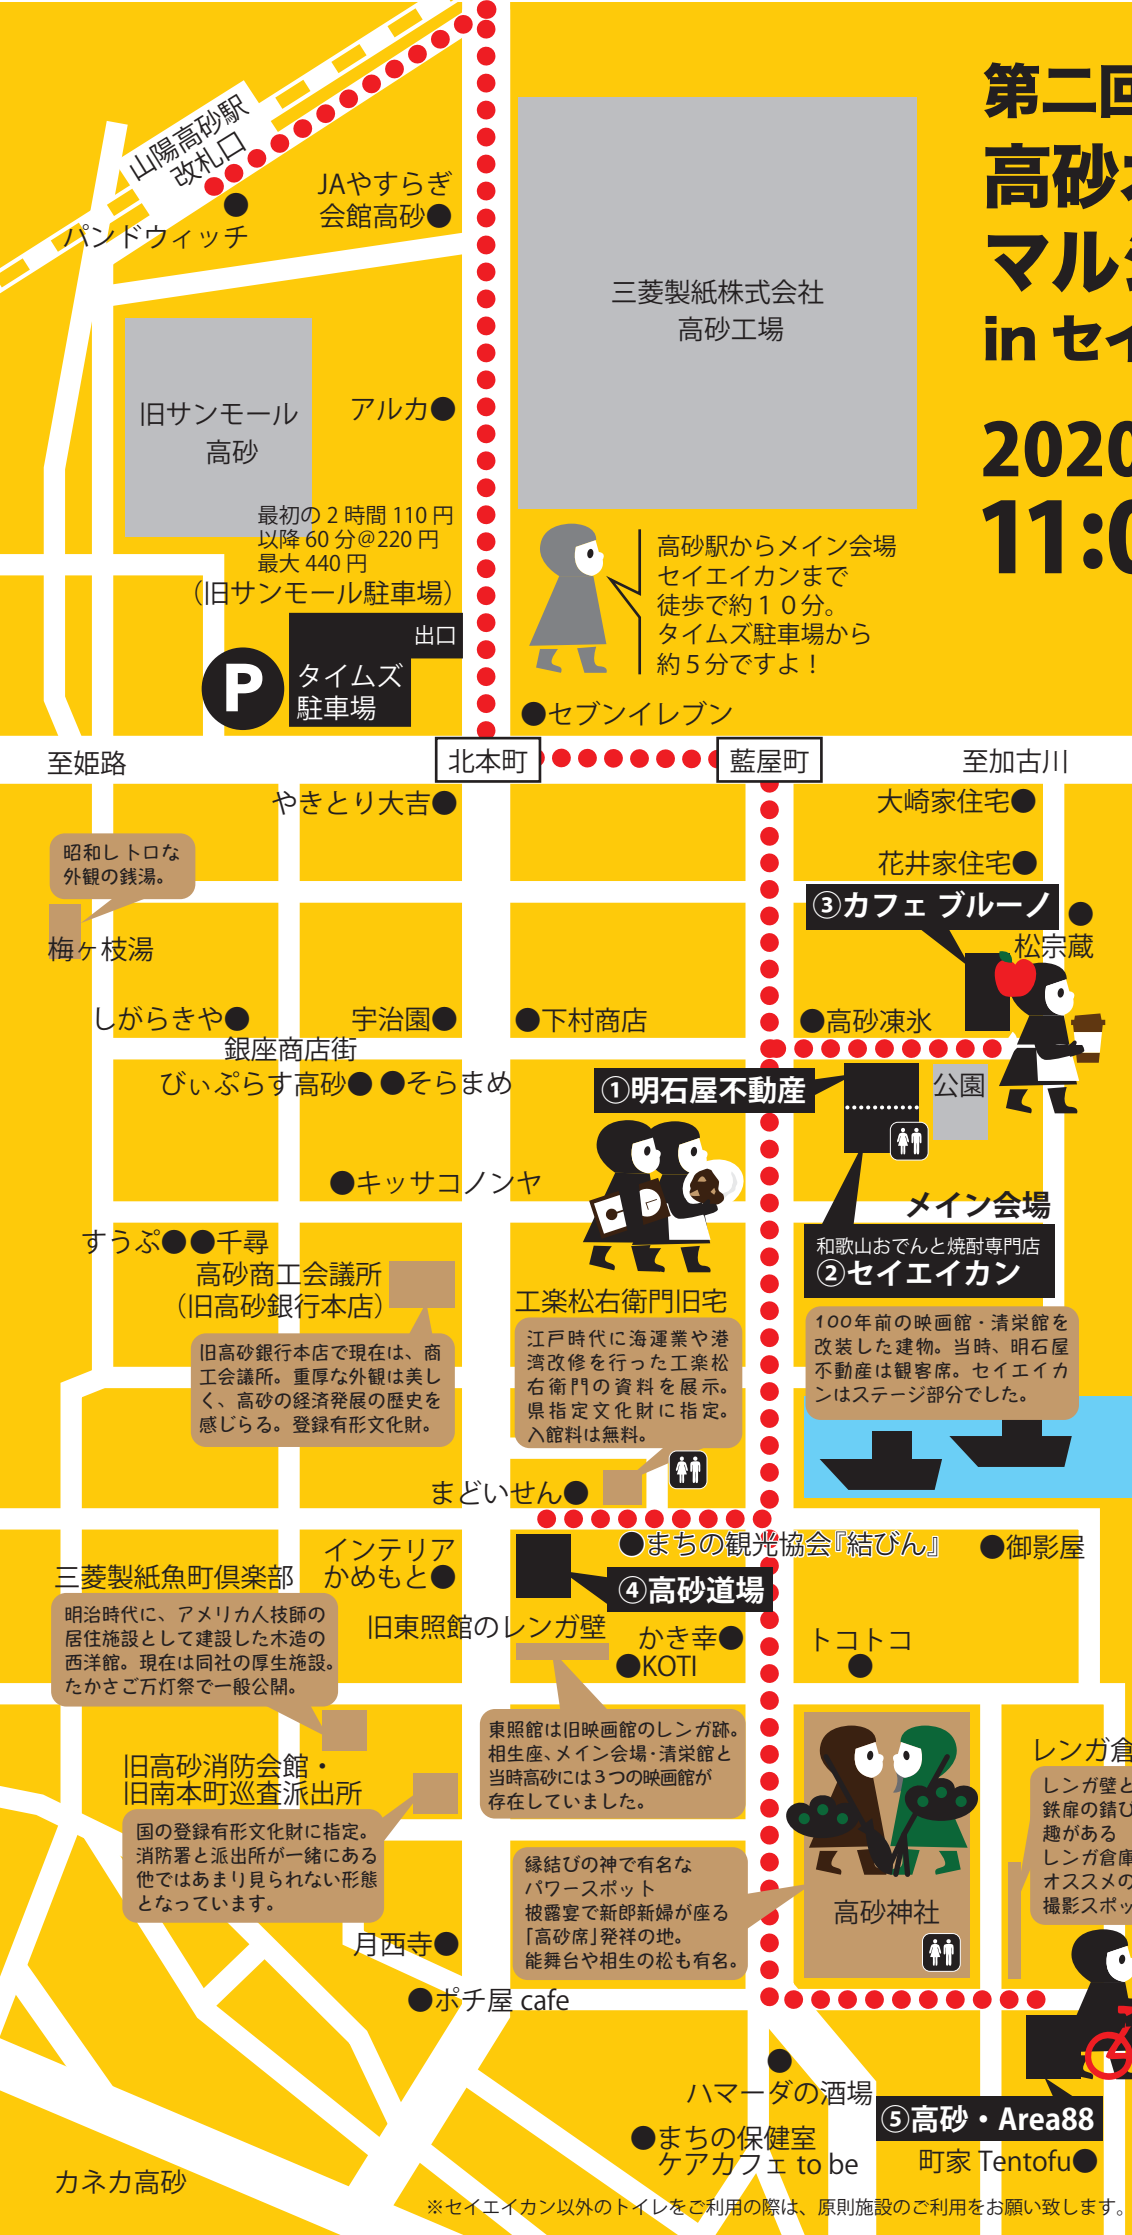 第二回
高砂
マル
in セイ
2020
11:0
山陽高砂駅
改札口
パンドウィッチ
JAやすらぎ
会館高砂●
三菱製紙株式会社
高砂工場
旧サンモール
高砂
アルカ●
最初の 2 時間 110 円
以降 60 分@220 円
最大 440 円
（旧サンモール駐車場）
出口
P
タイムズ
駐車場
高砂駅からメイン会場
セイエイカンまで
徒歩で約１０分。
タイムズ駐車場から
約５分ですよ！
●セブンイレブン
至姫路
北本町
藍屋町
至加古川
やきとり大吉●
大崎家住宅●
花井家住宅●
昭和レトロな
外観の銭湯。
梅ヶ枝湯
③カフェ ブルーノ
松宗蔵
しがらきや●
宇治園●
●下村商店
●高砂凍氷
銀座商店街
びぃぷらす高砂●
●そらまめ
①明石屋不動産
公園
●キッサコノンヤ
メイン会場
和歌山おでんと焼酎専門店
②セイエイカン
すうぷ●●千尋
高砂商工会議所
（旧高砂銀行本店）
旧高砂銀行本店で現在は、商
工会議所。重厚な外観は美し
く、高砂の経済発展の歴史を
感じらる。登録有形文化財。
工楽松右衛門旧宅
江戸時代に海運業や港
湾改修を行った工楽松
右衛門の資料を展示。
県指定文化財に指定。
入館料は無料。
100年前の映画館・清栄館を
改装した建物。当時、明石屋
不動産は観客席。セイエイカ
ンはステージ部分でした。
まどいせん●
●まちの観光協会『結びん』
●御影屋
インテリア
かめもと●
④高砂道場
三菱製紙魚町倶楽部
明治時代に、アメリカ人技師の
居住施設として建設した木造の
西洋館。現在は同社の厚生施設。
たかさご万灯祭で一般公開。
旧東照館のレンガ壁
かき幸●
●KOTI
トコトコ
東照館は旧映画館のレンガ跡。
相生座、メイン会場・清栄館と
当時高砂には３つの映画館が
存在していました。
旧高砂消防会館・
旧南本町巡査派出所
国の登録有形文化財に指定。
消防署と派出所が一緒にある
他ではあまり見られない形態
となっています。
レンガ倉
レンガ壁と
鉄扉の錆び
趣がある
レンガ倉庫
オススメの
撮影スポッ
縁結びの神で有名な
パワースポット
披露宴で新郎新婦が座る
「高砂席」発祥の地。
能舞台や相生の松も有名。
高砂神社
月西寺●
●ポチ屋 cafe
ハマーダの酒場
⑤高砂・Area88
●まちの保健室
ケアカフェ to be
町家 Tentofu●
カネカ高砂
※セイエイカン以外のトイレをご利用の際は、原則施設のご利用をお願い致します。